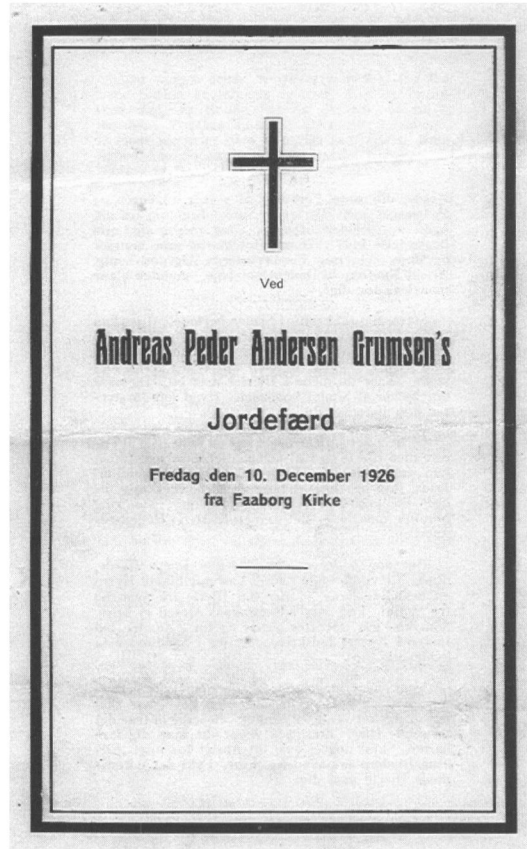 Ved
Andreas Peder Andersen Grumsen's
Jordefærd
Fredag den 10. December 1926
fra Faaborg Kirke